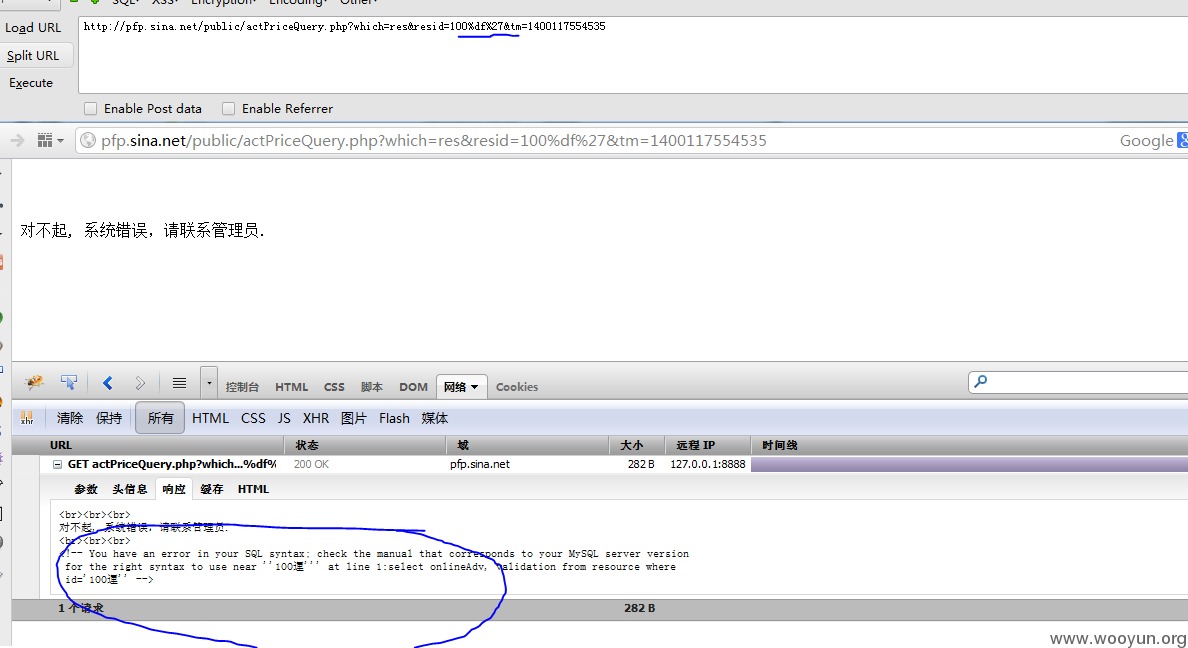 SQL XSS Encryption Encoding Other
Load URL
http://pfp.sina.net/public/actPriceQuery.php?which=res&resid=100%df%27&tm=1400117554535
Split URL
Execute
Enable Post data Enable Referrer
pfp.sina.net/public/actPriceQuery.php?which=res&resid=100%df%27&tm=1400117554535 Google
对不起, 系统错误，请联系管理员.
控制台 HTML CSS 脚本 DOM 网络 Cookies
清除 保持 所有 HTML CSS JS XHR 图片 Flash 媒体
URL 状态 域 大小 远程 IP 时间线
GET actPriceQuery.php?which...%df% 200 OK pfp.sina.net 282 B 127.0.0.1:8888
参数 头信息 响应 缓存 HTML
<br><br><br>
对不起, 系统错误，请联系管理员.
<br><br><br>
<!-- You have an error in your SQL syntax; check the manual that corresponds to your MySQL server version
for the right syntax to use near ''100運''' at line 1:select onlineAdv, validation from resource where
id='100運'' -->
1 个请求 282 B
www.wooyun.org